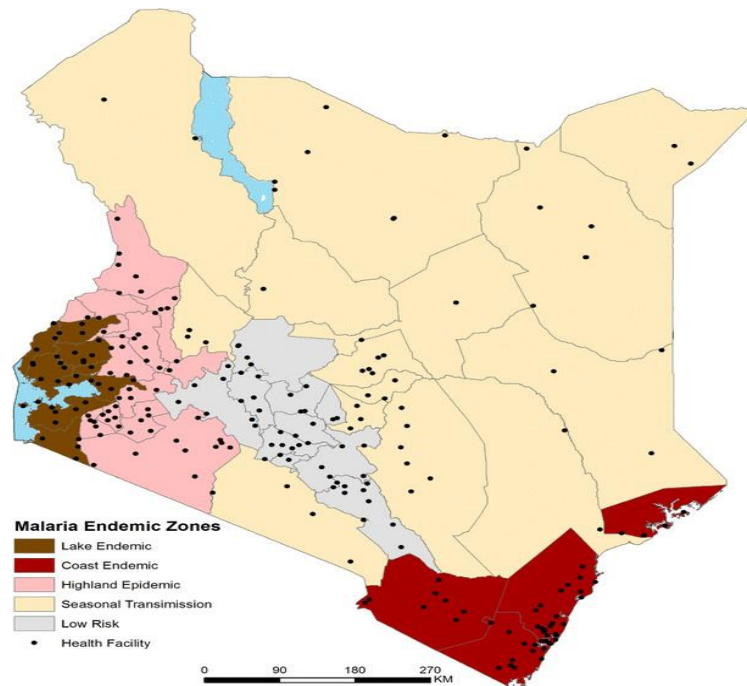 Malaria Endemic Zones
Lake Endemic
Coast Endemic
Highland Epidemic
Seasonal Transimission
Low Risk
Health Facility
0 90 180 270
KM